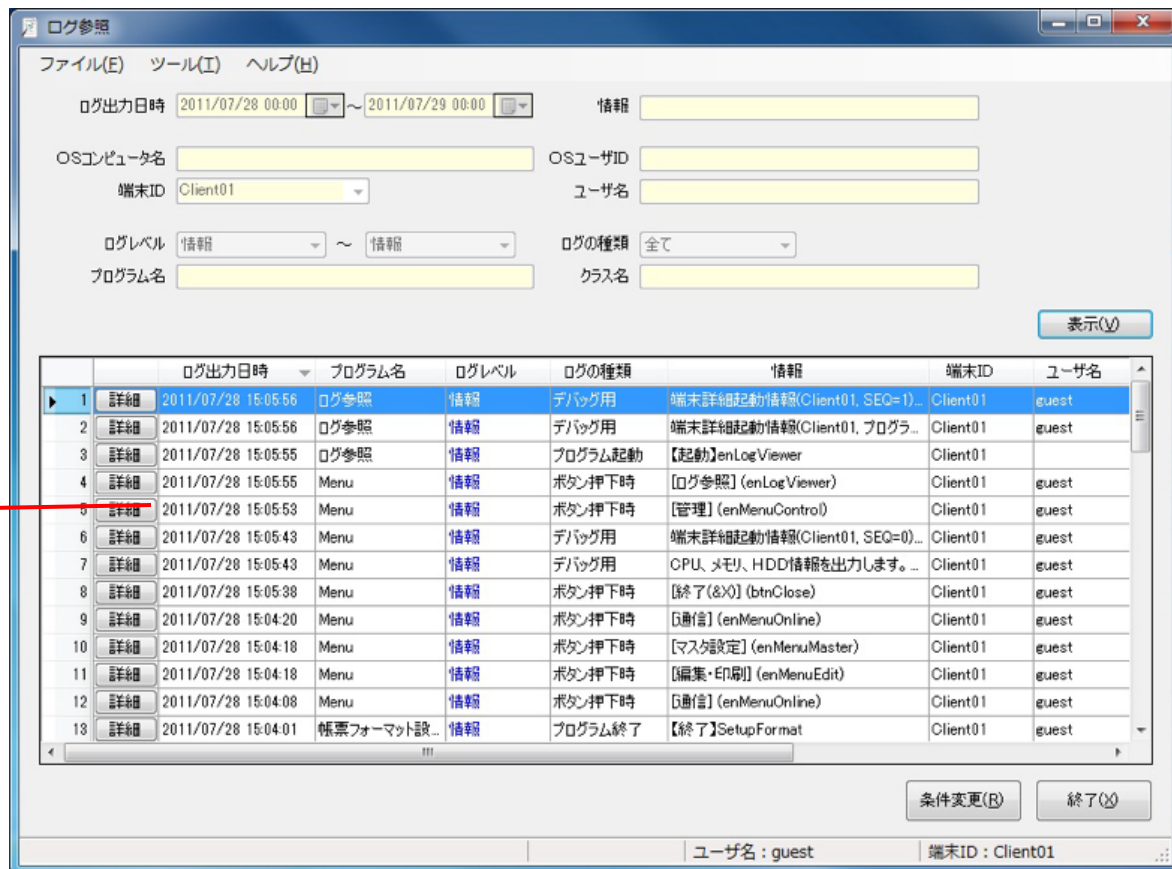 ログ参照
ファイル(F) ツール(T) ヘルプ(H)
ログ出力日時 2011/07/28 00:00 ～ 2011/07/29 00:00 情報
OSコンピュータ名 OSユーザID
端末ID Client01 ユーザ名
ログレベル 情報 ～ 情報 ログの種類 全て
プログラム名 クラス名
表示(V)
ログ出力日時 プログラム名 ログレベル ログの種類 情報 端末ID ユーザ名
1 詳細 2011/07/28 15:05:56 ログ参照 情報 デバッグ用 端末詳細起動情報(Client01, SEQ=1)... Client01 guest
2 詳細 2011/07/28 15:05:56 ログ参照 情報 デバッグ用 端末詳細起動情報(Client01, プログラ... Client01 guest
3 詳細 2011/07/28 15:05:55 ログ参照 情報 プログラム起動 【起動】enLogViewer Client01
4 詳細 2011/07/28 15:05:55 Menu 情報 ボタン押下時 [ログ参照] (enLogViewer) Client01 guest
5 詳細 2011/07/28 15:05:53 Menu 情報 ボタン押下時 [管理] (enMenuControl) Client01 guest
6 詳細 2011/07/28 15:05:43 Menu 情報 デバッグ用 端末詳細起動情報(Client01, SEQ=0)... Client01 guest
7 詳細 2011/07/28 15:05:43 Menu 情報 デバッグ用 CPU、メモリ、HDD情報を出力します。... Client01 guest
8 詳細 2011/07/28 15:05:38 Menu 情報 ボタン押下時 [終了(&X)] (btnClose) Client01 guest
9 詳細 2011/07/28 15:04:20 Menu 情報 ボタン押下時 [通信] (enMenuOnline) Client01 guest
10 詳細 2011/07/28 15:04:18 Menu 情報 ボタン押下時 [マスタ設定] (enMenuMaster) Client01 guest
11 詳細 2011/07/28 15:04:18 Menu 情報 ボタン押下時 [編集・印刷] (enMenuEdit) Client01 guest
12 詳細 2011/07/28 15:04:08 Menu 情報 ボタン押下時 [通信] (enMenuOnline) Client01 guest
13 詳細 2011/07/28 15:04:01 帳票フォーマット設... 情報 プログラム終了 【終了】SetupFormat Client01 guest
条件変更(R) 終了(X)
ユーザ名 : guest 端末ID : Client01